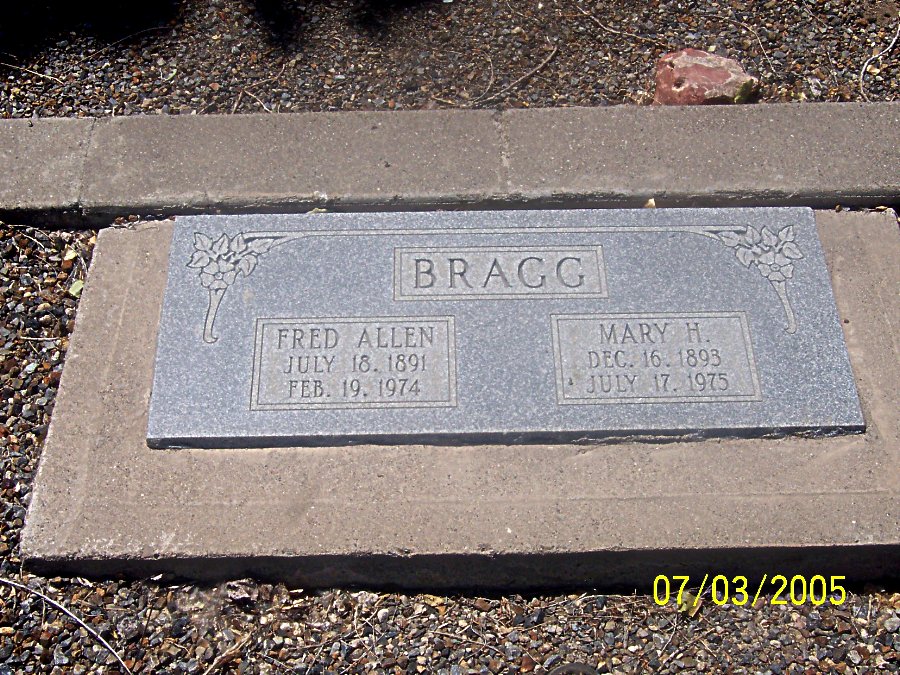 BRAGG
FRED ALLEN
JULY 18. 1891
FEB. 19. 1974
MARY H.
DEC. 16. 1893
JULY 17. 1975
07/03/2005